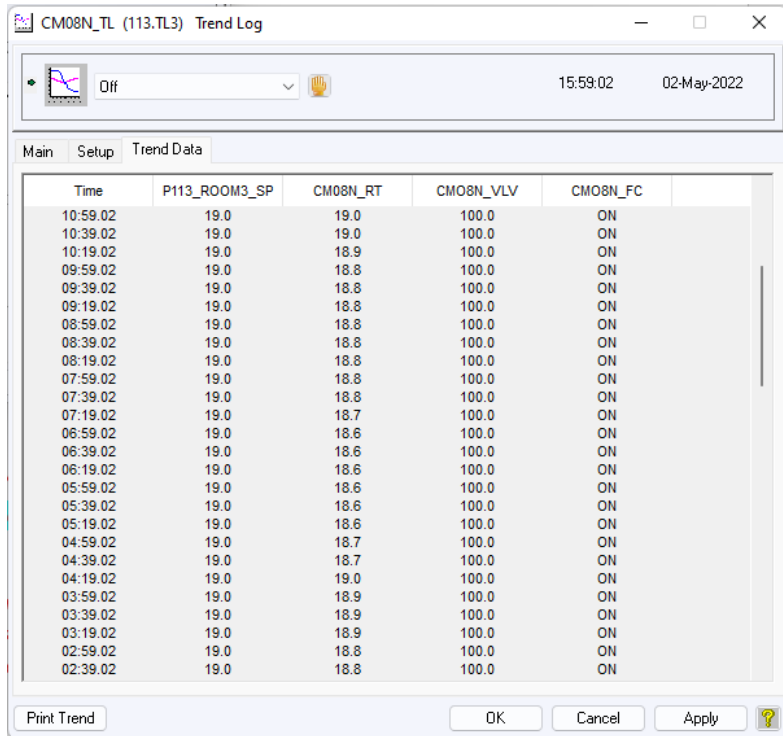 CM08N_TL (113.TL3) Trend Log
Off 15:59:02 02-May-2022
Main Setup Trend Data
Time P113_ROOM3_SP CM08N_RT CMO8N_VLV CMO8N_FC
10:59.02 19.0 19.0 100.0 ON
10:39.02 19.0 19.0 100.0 ON
10:19.02 19.0 18.9 100.0 ON
09:59.02 19.0 18.8 100.0 ON
09:39.02 19.0 18.8 100.0 ON
09:19.02 19.0 18.8 100.0 ON
08:59.02 19.0 18.8 100.0 ON
08:39.02 19.0 18.8 100.0 ON
08:19.02 19.0 18.8 100.0 ON
07:59.02 19.0 18.8 100.0 ON
07:39.02 19.0 18.8 100.0 ON
07:19.02 19.0 18.7 100.0 ON
06:59.02 19.0 18.6 100.0 ON
06:39.02 19.0 18.6 100.0 ON
06:19.02 19.0 18.6 100.0 ON
05:59.02 19.0 18.6 100.0 ON
05:39.02 19.0 18.6 100.0 ON
05:19.02 19.0 18.6 100.0 ON
04:59.02 19.0 18.7 100.0 ON
04:39.02 19.0 18.7 100.0 ON
04:19.02 19.0 19.0 100.0 ON
03:59.02 19.0 18.9 100.0 ON
03:39.02 19.0 18.9 100.0 ON
03:19.02 19.0 18.9 100.0 ON
02:59.02 19.0 18.8 100.0 ON
02:39.02 19.0 18.8 100.0 ON
Print Trend OK Cancel Apply ?